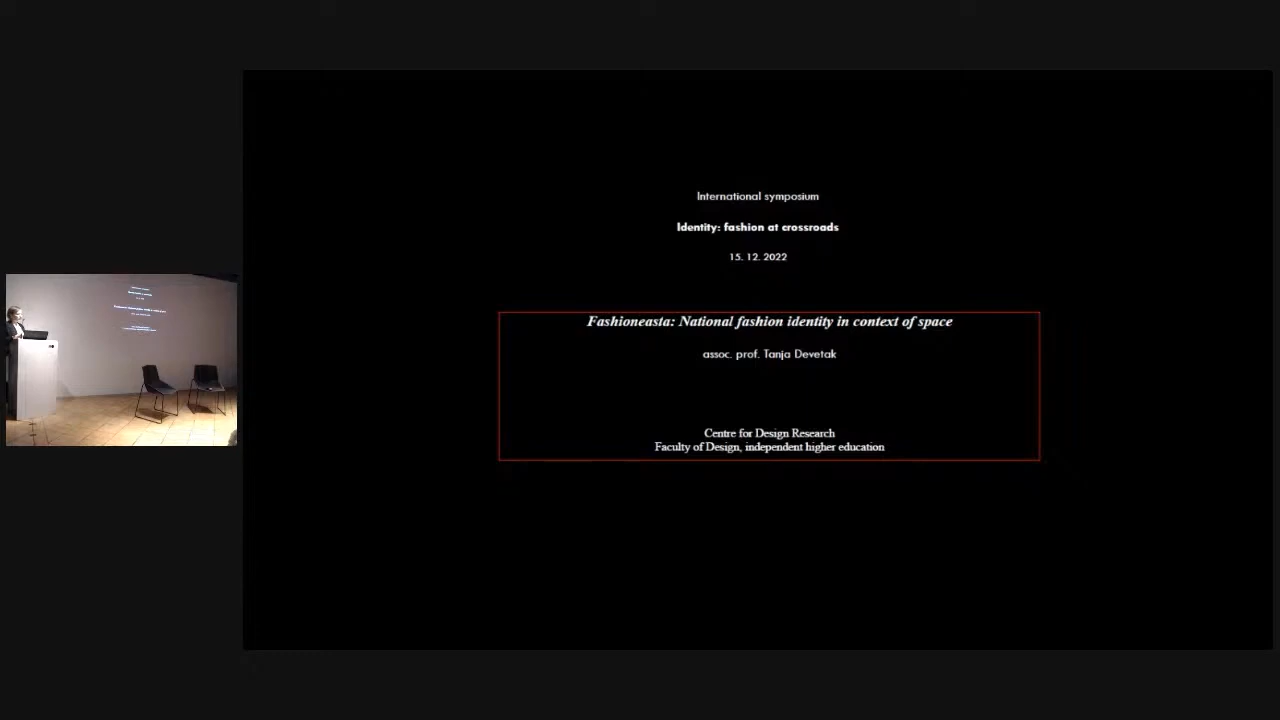 International symposium
Identity: fashion at crossroads
15. 12. 2022
Fashioneasta: National fashion identity in context of space
assoc. prof. Tanja Devetak
Centre for Design Research
Faculty of Design, independent higher education